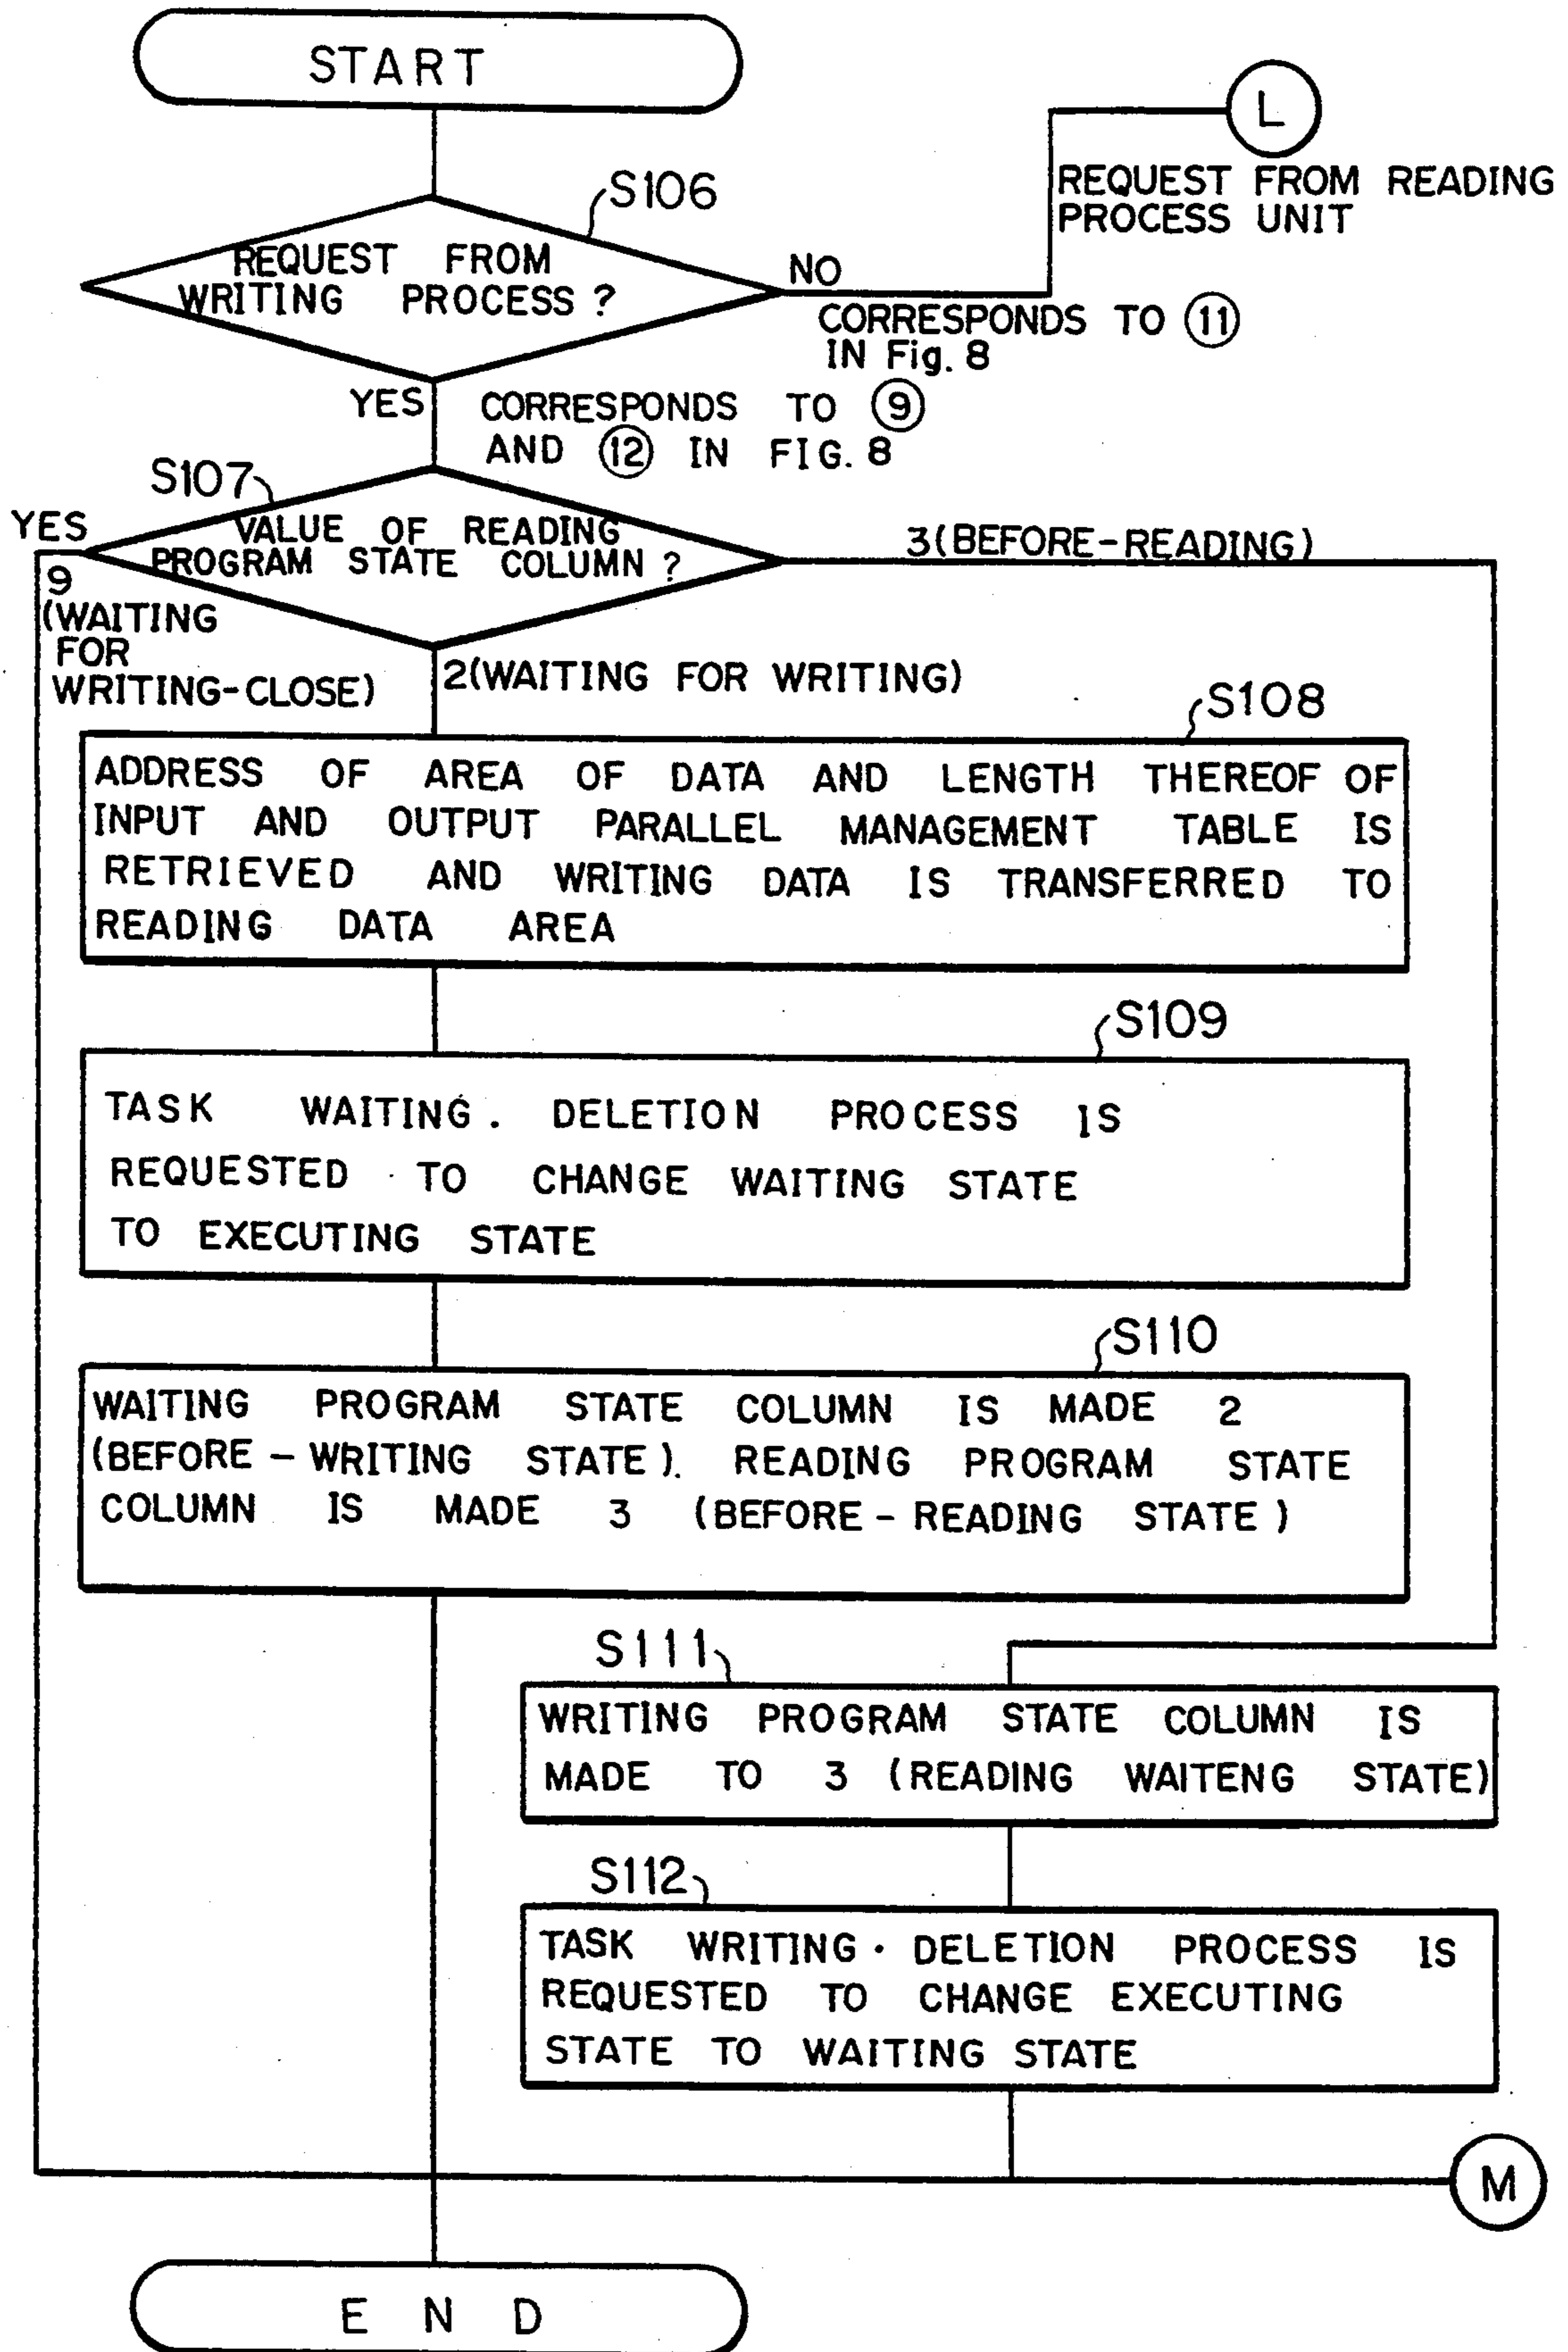 START
L
REQUEST FROM READING
PROCESS UNIT
S106
REQUEST FROM
WRITING PROCESS ?
NO
CORRESPONDS TO ⑪
IN Fig. 8
YES
CORRESPONDS TO ⑨
AND ⑫ IN FIG. 8
S107
YES
VALUE OF READING
PROGRAM STATE COLUMN ?
3(BEFORE-READING)
9
(WAITING
FOR
WRITING-CLOSE)
2(WAITING FOR WRITING)
S108
ADDRESS OF AREA OF DATA AND LENGTH THEREOF OF
INPUT AND OUTPUT PARALLEL MANAGEMENT TABLE IS
RETRIEVED AND WRITING DATA IS TRANSFERRED TO
READING DATA AREA
S109
TASK WAITING. DELETION PROCESS IS
REQUESTED TO CHANGE WAITING STATE
TO EXECUTING STATE
S110
WAITING PROGRAM STATE COLUMN IS MADE 2
(BEFORE-WRITING STATE). READING PROGRAM STATE
COLUMN IS MADE 3 (BEFORE-READING STATE)
S111
WRITING PROGRAM STATE COLUMN IS
MADE TO 3 (READING WAITENG STATE)
S112
TASK WRITING· DELETION PROCESS IS
REQUESTED TO CHANGE EXECUTING
STATE TO WAITING STATE
M
END